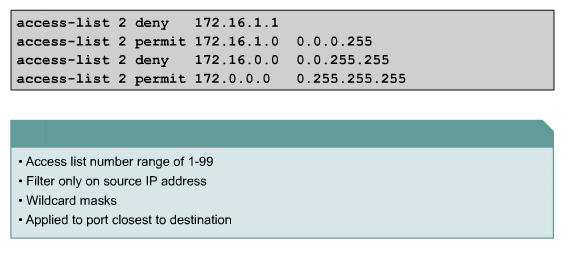 access-list 2 deny 172.16.1.1
access-list 2 permit 172.16.1.0 0.0.0.255
access-list 2 deny 172.16.0.0 0.0.255.255
access-list 2 permit 172.0.0.0 0.255.255.255
• Access list number range of 1-99
• Filter only on source IP address
• Wildcard masks
• Applied to port closest to destination